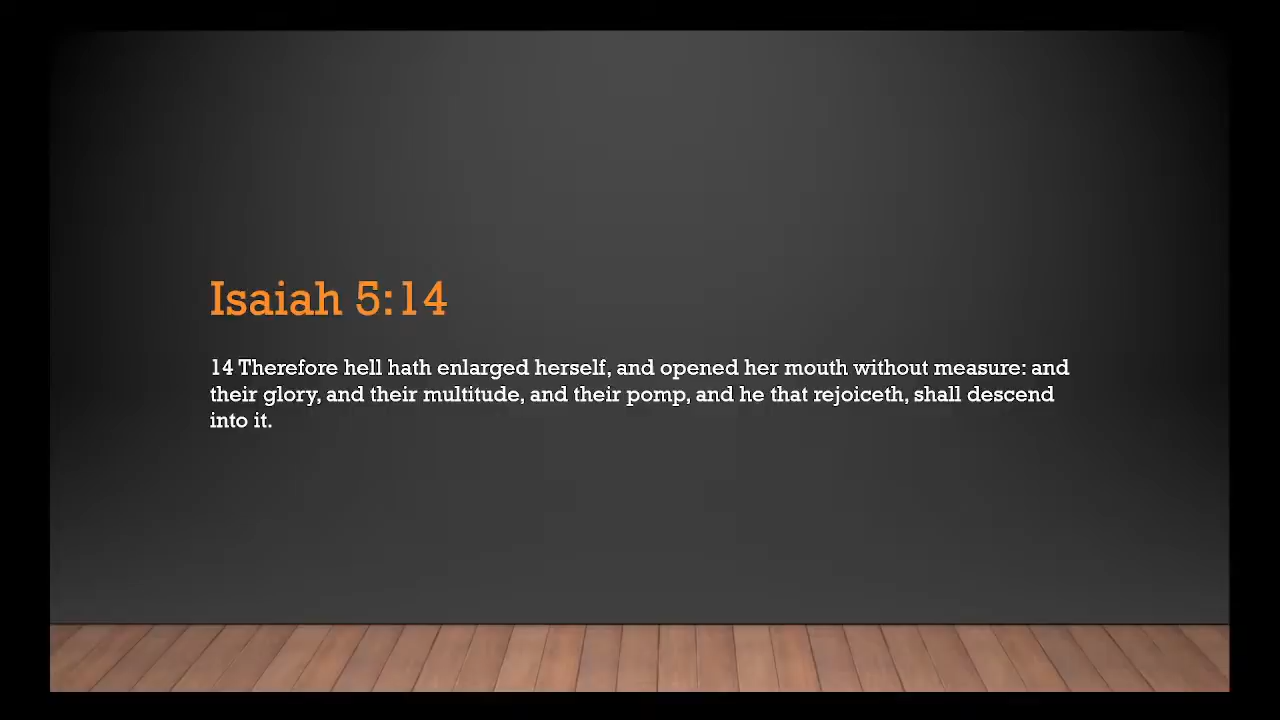 Isaiah 5:14
14 Therefore hell hath enlarged herself, and opened her mouth without measure: and
their glory, and their multitude, and their pomp, and he that rejoiceth, shall descend
into it.